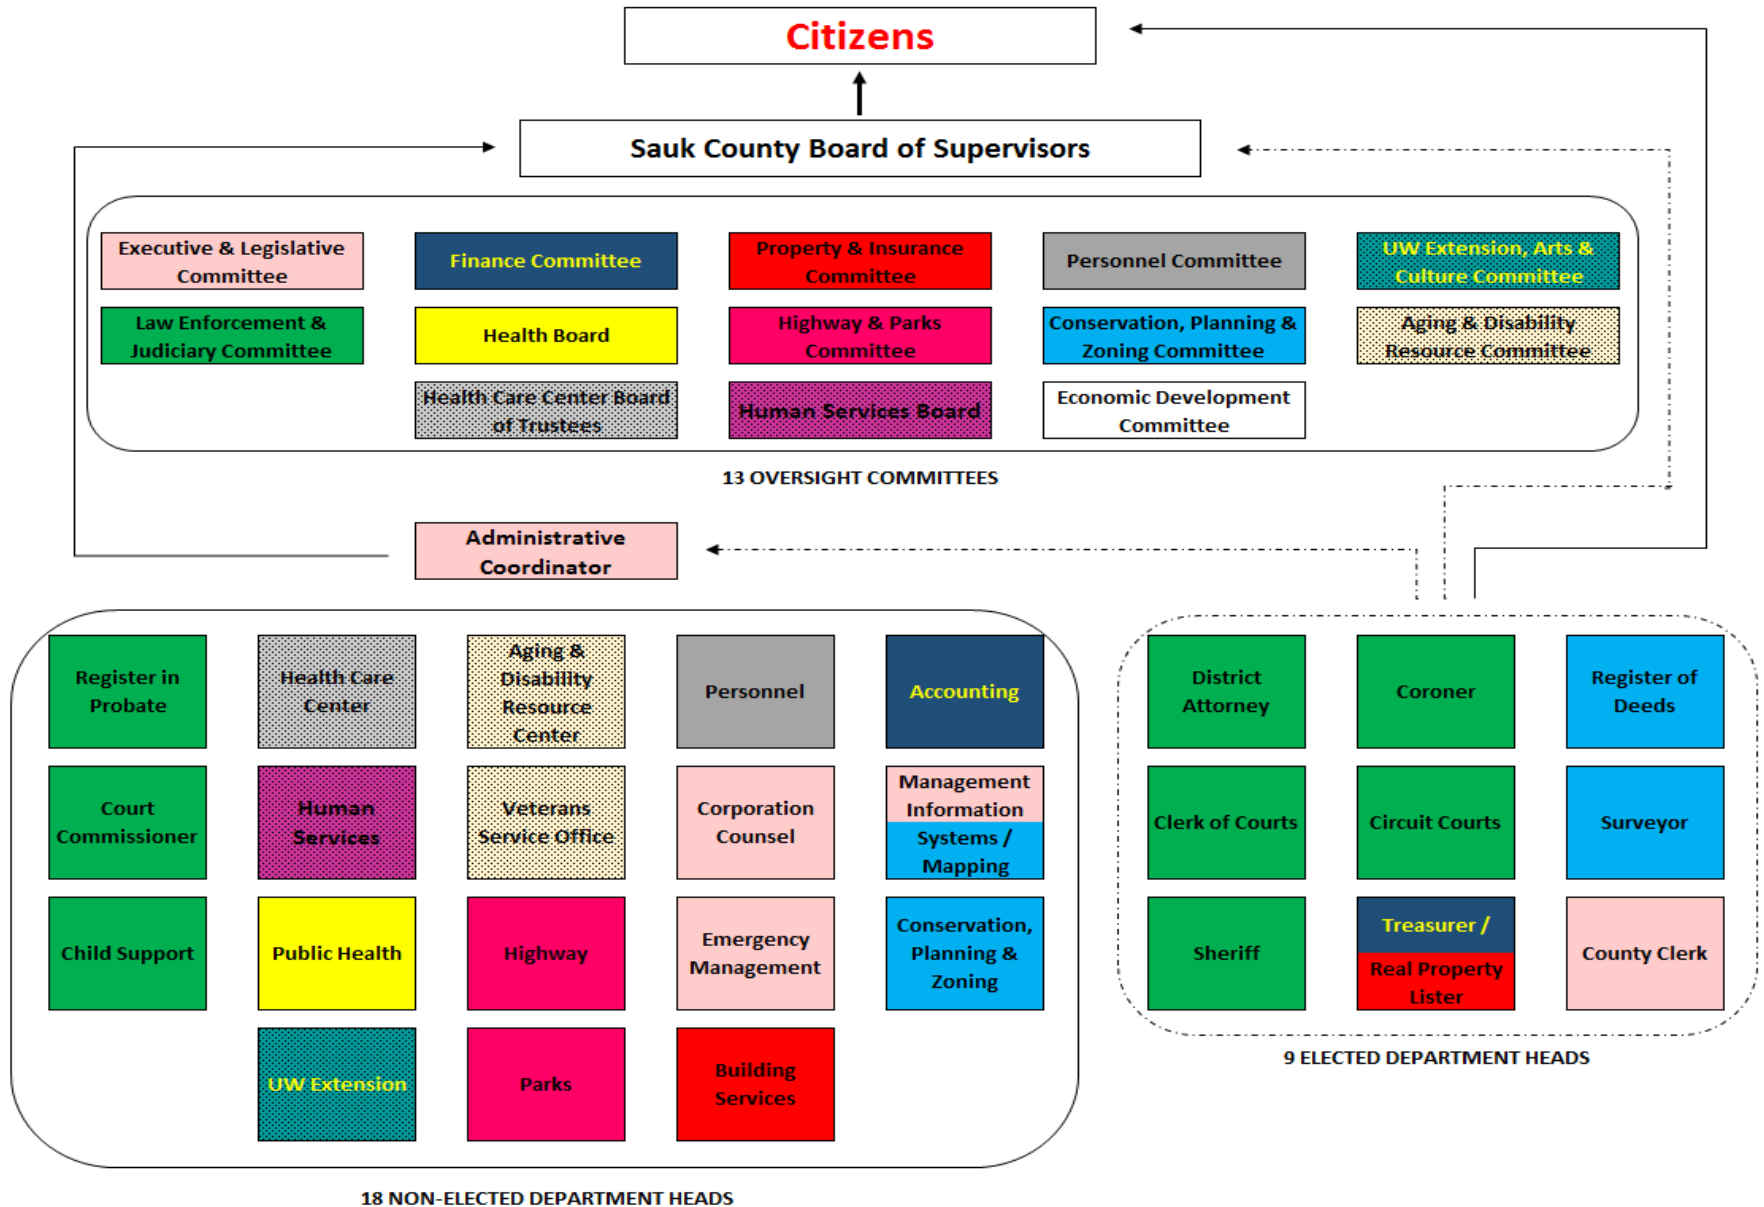 Citizens
Sauk County Board of Supervisors
Executive & Legislative
Committee
Finance Committee
Property & Insurance
Committee
Personnel Committee
UW Extension, Arts &
Culture Committee
Law Enforcement &
Judiciary Committee
Health Board
Highway & Parks
Committee
Conservation, Planning &
Zoning Committee
Aging & Disability
Resource Committee
Health Care Center Board
of Trustees
Human Services Board
Economic Development
Committee
13 OVERSIGHT COMMITTEES
Administrative
Coordinator
Register in
Probate
Health Care
Center
Aging &
Disability
Resource
Center
Personnel
Accounting
Court
Commissioner
Human
Services
Veterans
Service Office
Corporation
Counsel
Management
Information
Systems /
Mapping
Child Support
Public Health
Highway
Emergency
Management
Conservation,
Planning &
Zoning
UW Extension
Parks
Building
Services
18 NON-ELECTED DEPARTMENT HEADS
District
Attorney
Coroner
Register of
Deeds
Clerk of Courts
Circuit Courts
Surveyor
Sheriff
Treasurer /
Real Property
Lister
County Clerk
9 ELECTED DEPARTMENT HEADS